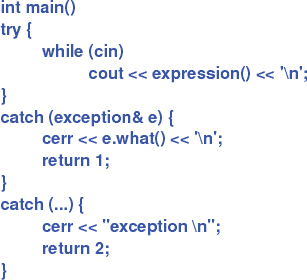 int main()
try {
while (cin)
cout << expression() << '\n';
}
catch (exception& e) {
cerr << e.what() << '\n';
return 1;
}
catch (...) {
cerr << "exception \n";
return 2;
}